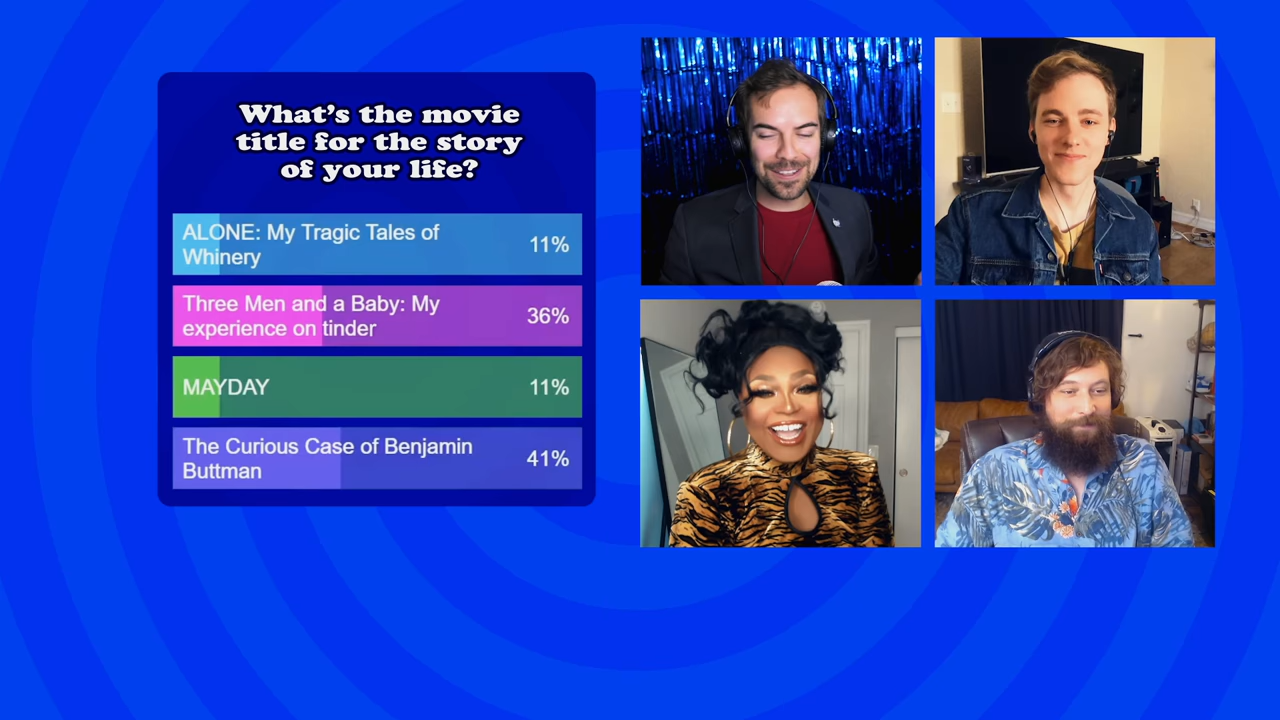 What's the movie
title for the story
of your life?
ALONE: My Tragic Tales of
Whinery
11%
Three Men and a Baby: My
experience on tinder
36%
MAYDAY
11%
The Curious Case of Benjamin
Buttman
41%